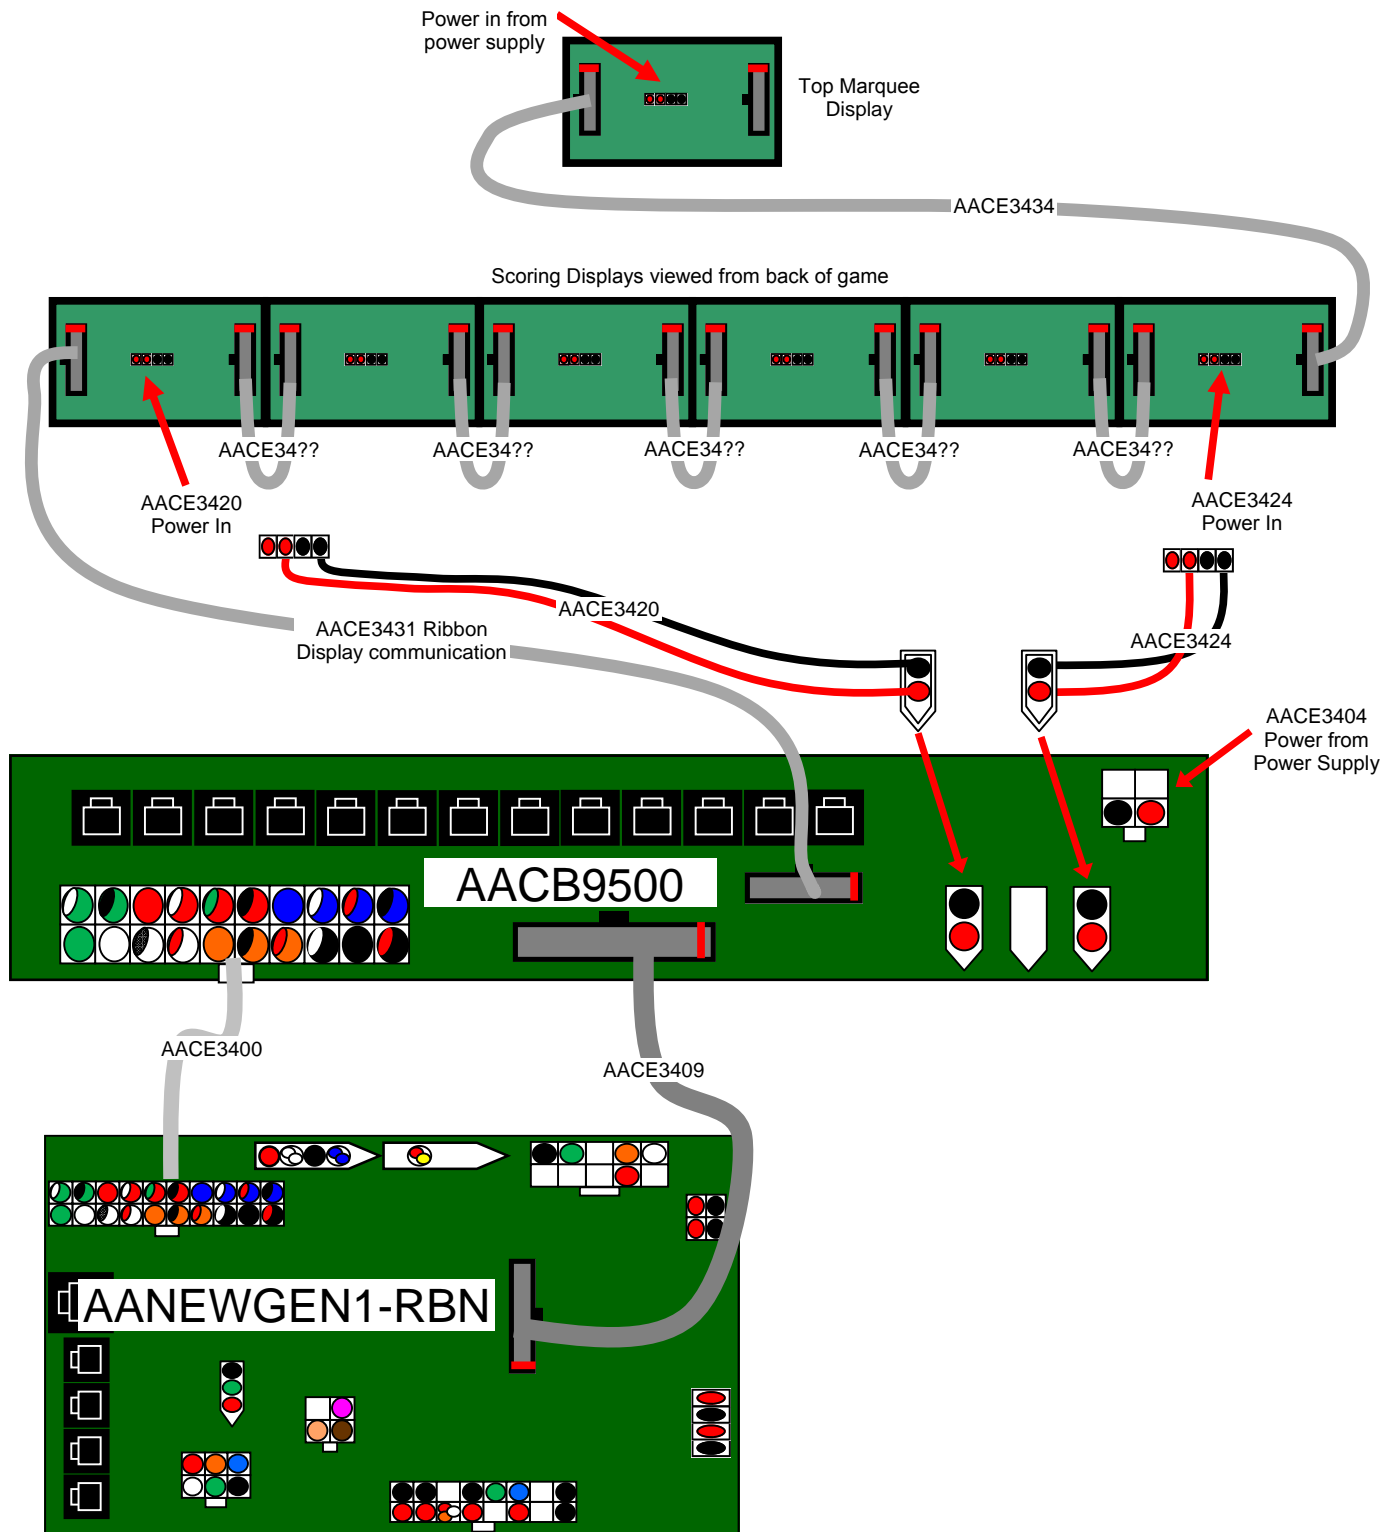 Power in from
power supply
Top Marquee
Display
AACE3434
Scoring Displays viewed from back of game
AACE34??
AACE34??
AACE34??
AACE34??
AACE34??
AACE3420
Power In
AACE3424
Power In
AACE3420
AACE3431 Ribbon
Display communication
AACE3424
AACE3404
Power from
Power Supply
AACB9500
AACE3400
AACE3409
AANEWGEN1-RBN